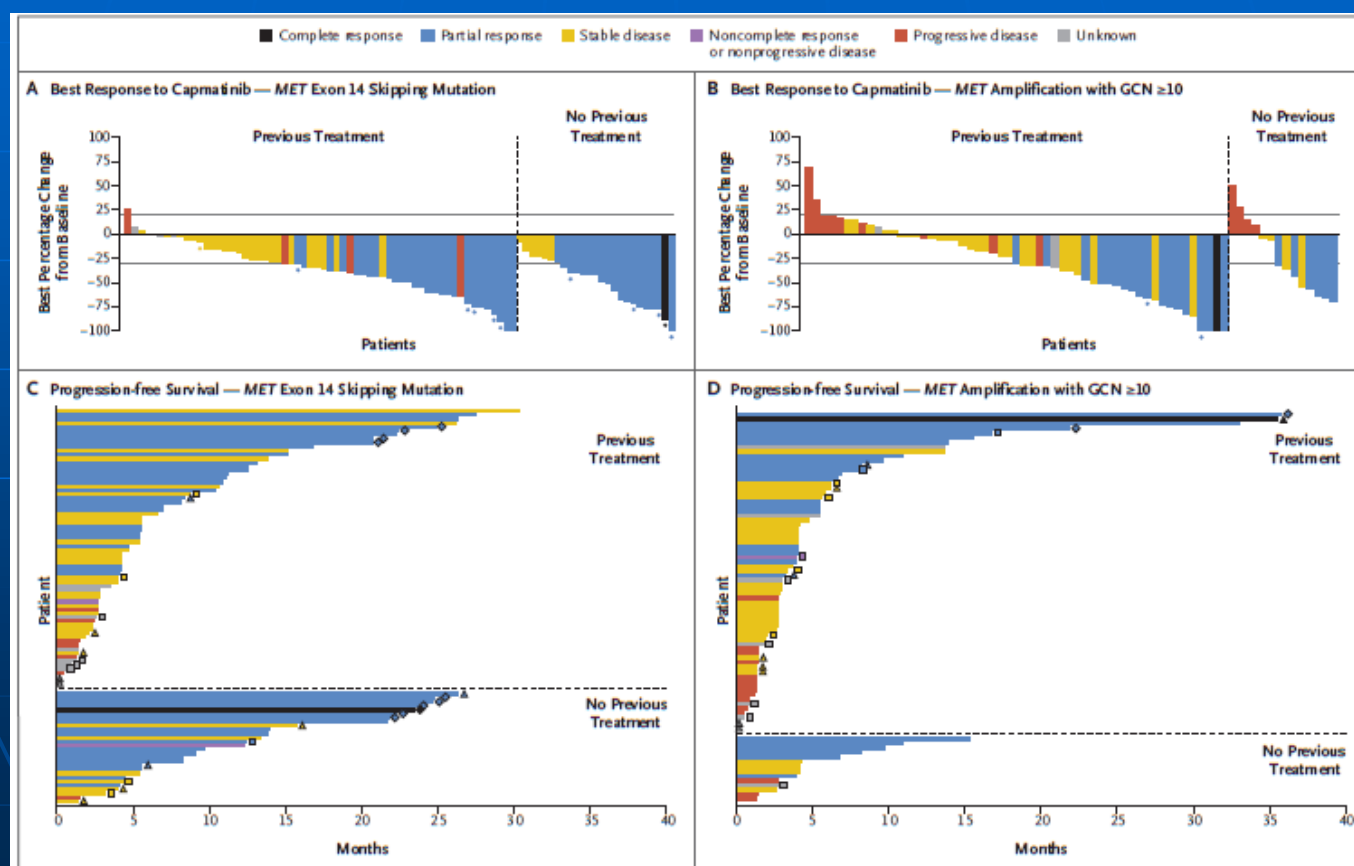 Complete response
Partial response
Stable disease
Noncomplete response
or nonprogressive disease
Progressive disease
Unknown
A Best Response to Capmatinib — MET Exon 14 Skipping Mutation
Previous Treatment
No Previous
Treatment
Best Percentage Change
from Baseline
100
75
50
25
0
−25
−50
−75
−100
Patients
B Best Response to Capmatinib — MET Amplification with GCN ≥10
Previous Treatment
No Previous
Treatment
Best Percentage Change
from Baseline
100
75
50
25
0
−25
−50
−75
−100
Patients
C Progression-free Survival — MET Exon 14 Skipping Mutation
Previous
Treatment
No Previous
Treatment
Patient
0 5 10 15 20 25 30 35 40
Months
D Progression-free Survival — MET Amplification with GCN ≥10
Previous
Treatment
No Previous
Treatment
Patient
0 5 10 15 20 25 30 35 40
Months